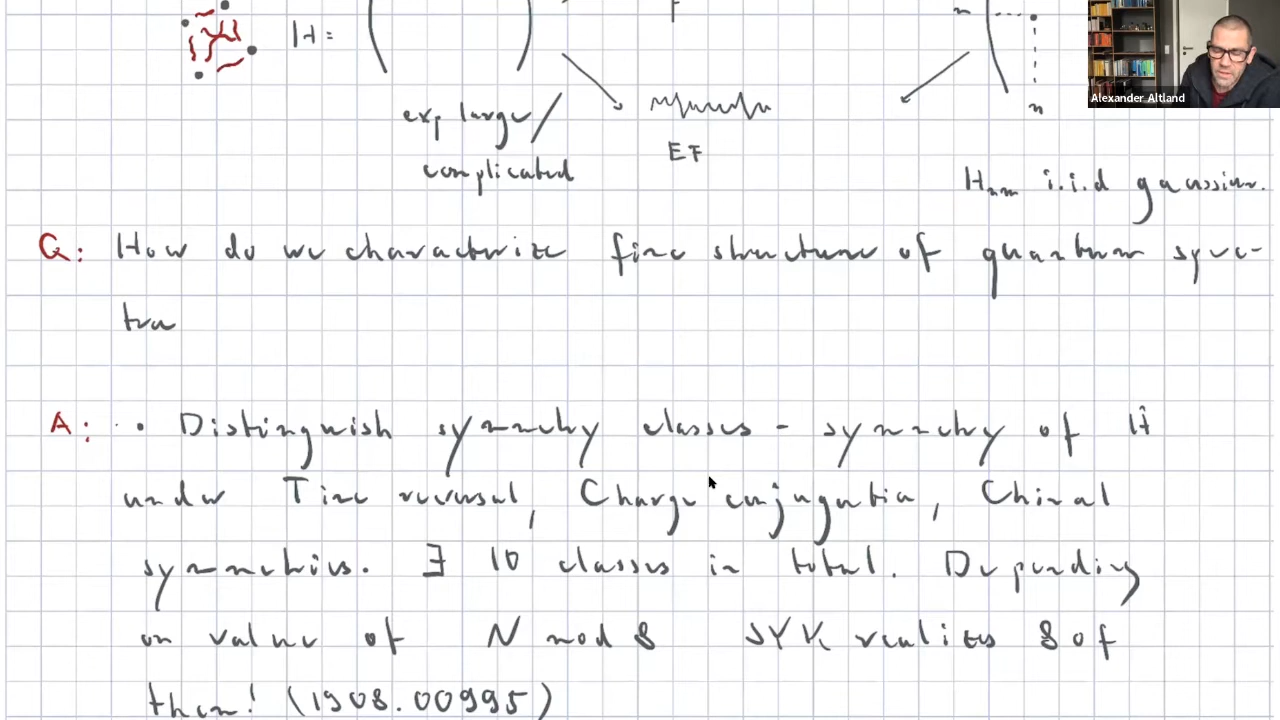 H =
Alexander Altland
exp large /
complicated
EF
n
H_nm i.i.d gaussian.
Q: How do we characterize fine structure of quantum spec-
tra
A: • Distinguish symmetry classes - symmetry of Ĥ
under Time reversal, Charge conjugation, Chiral
symmetries. ∃ 10 classes in total. Depending
on value of N mod 8 SYK realizes 8 of
them! (1908.00995)